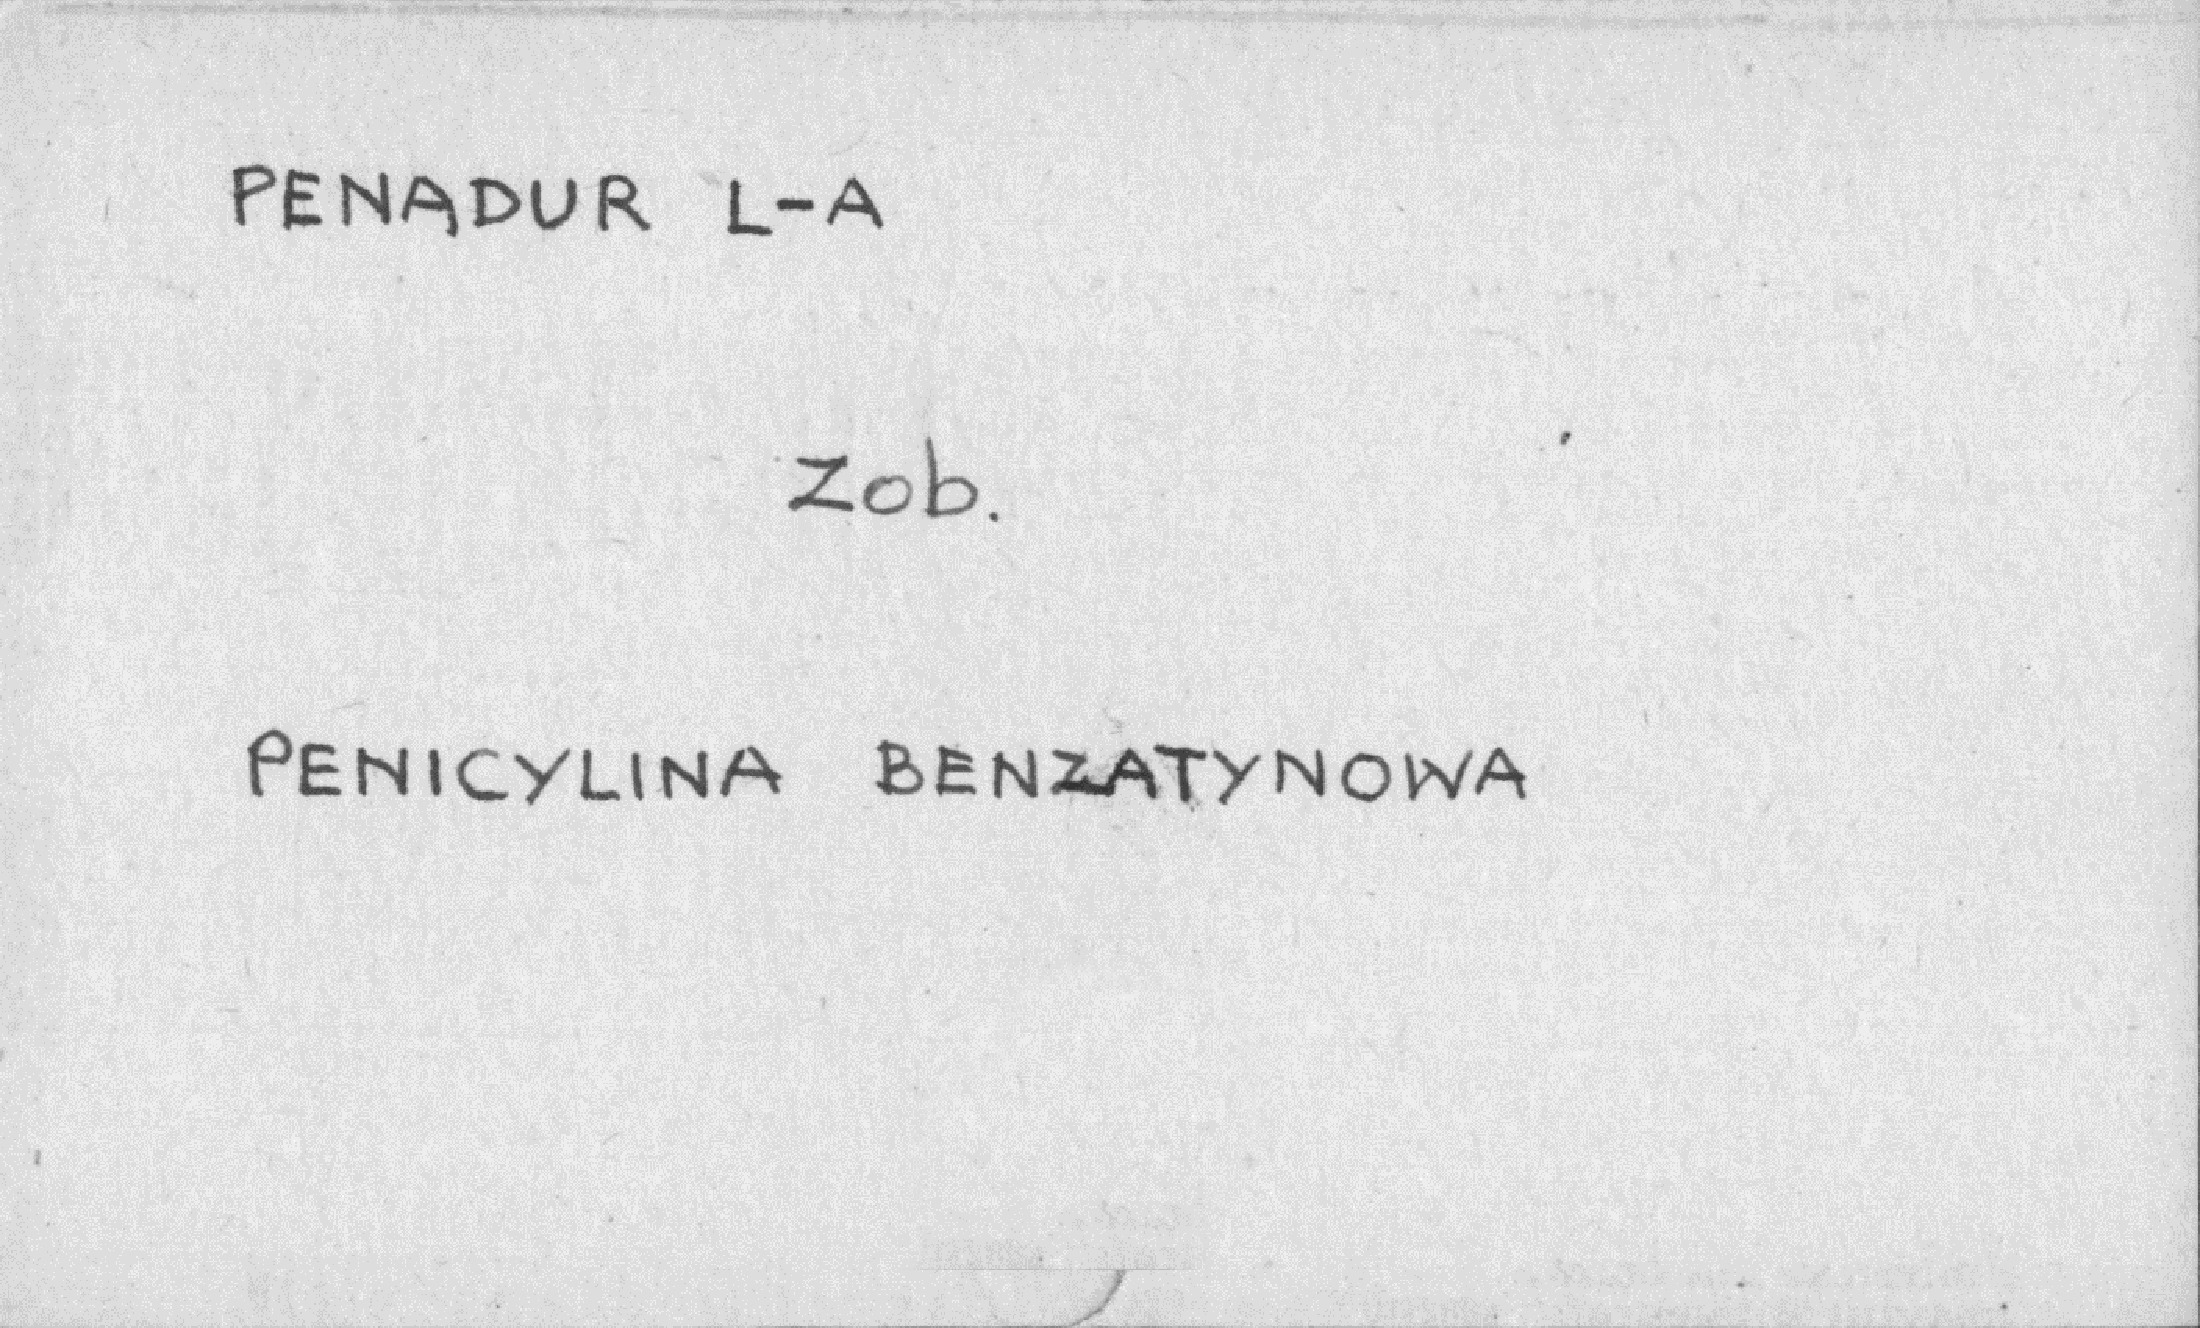 PENADUR L-A
Zob.
PENICYLINA BENZATYNOWA